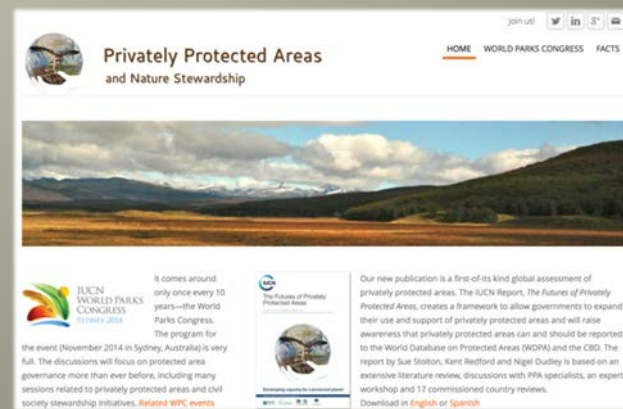 Join us!
Privately Protected Areas
and Nature Stewardship
HOME WORLD PARKS CONGRESS FACTS
IUCN
WORLD PARKS
CONGRESS
SYDNEY 2014
It comes around
only once every 10
years—the World
Parks Congress.
The program for
the event (November 2014 in Sydney, Australia) is very
full. The discussions will focus on protected area
governance more than ever before, including many
sessions related to privately protected areas and civil
society stewardship initiatives. Related WPC events
IUCN
The Futures of Privately
Protected Areas
Developing capacity for a protected planet
Our new publication is a first-of-its kind global assessment of
privately protected areas. The IUCN Report, The Futures of Privately
Protected Areas, creates a framework to allow governments to expand
their use and support of privately protected areas and will raise
awareness that privately protected areas can and should be reported
to the World Database on Protected Areas (WDPA) and the CBD. The
report by Sue Stolton, Kent Redford and Nigel Dudley is based on an
extensive literature review, discussions with PPA specialists, an expert
workshop and 17 commissioned country reviews.
Download in English or Spanish